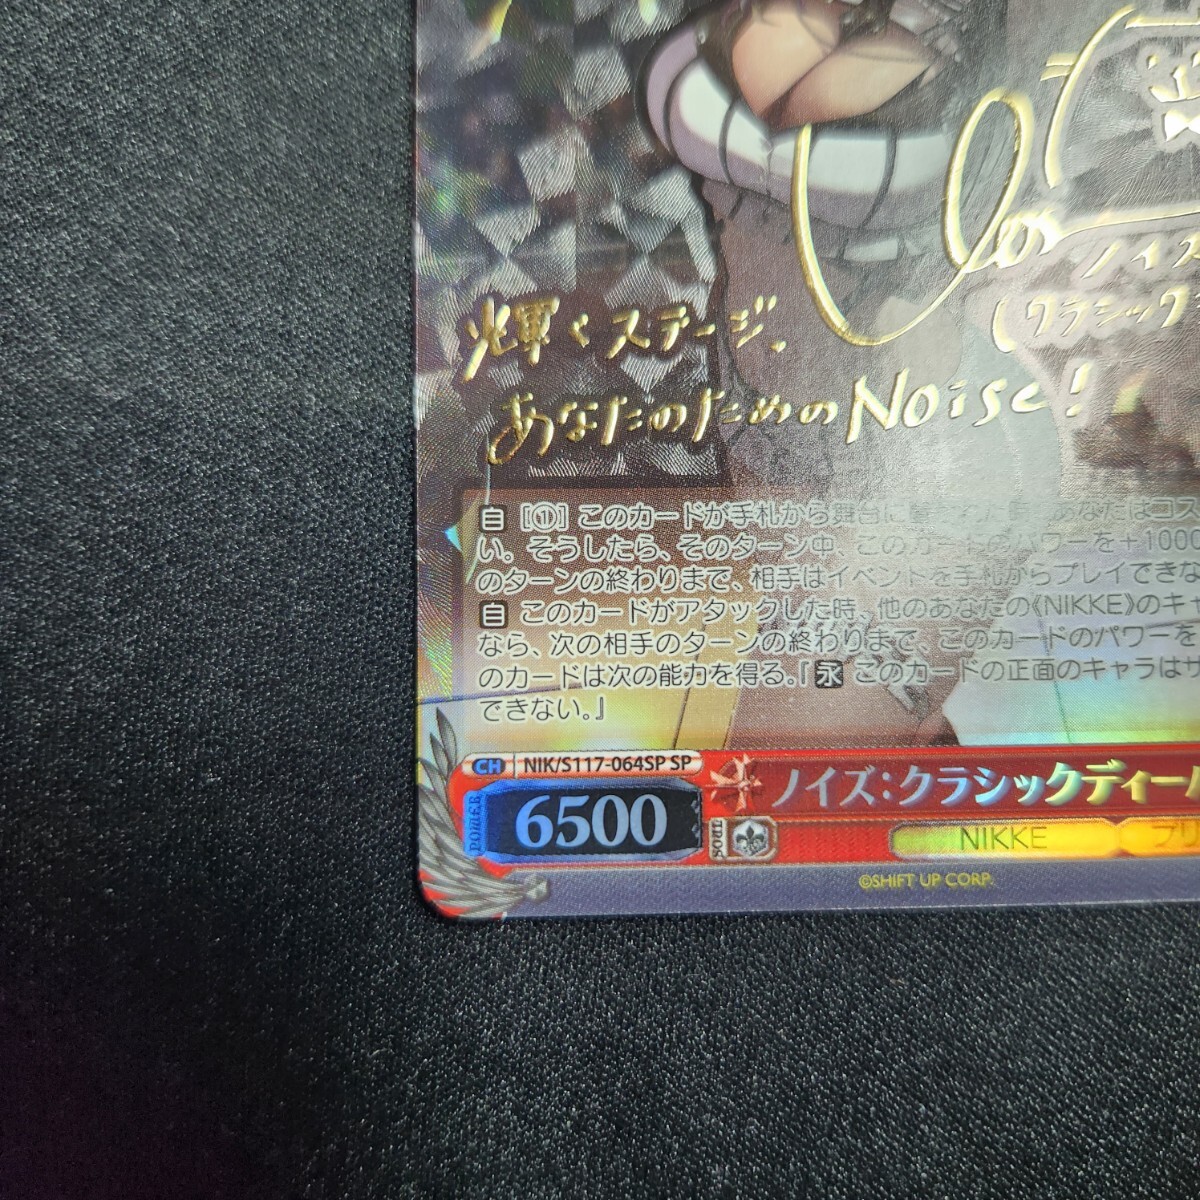 ノイズ
(クラシック
輝くステージ、
あなたのためのNoise!
自 [①] このカードが手札から舞台に置かれた時、あなたはコス
い。そうしたら、そのターン中、このカードのパワーを+1000
のターンの終わりまで、相手はイベントを手札からプレイできな
自 このカードがアタックした時、他のあなたの《NIKKE》のキャ
なら、次の相手のターンの終わりまで、このカードのパワーを
のカードは次の能力を得る。『永 このカードの正面のキャラはサ
できない。』
CH NIK/S117-064SP SP
ノイズ:クラシックディール
POWER 6500
SOUL
NIKKE プリ
©SHIFT UP CORP.